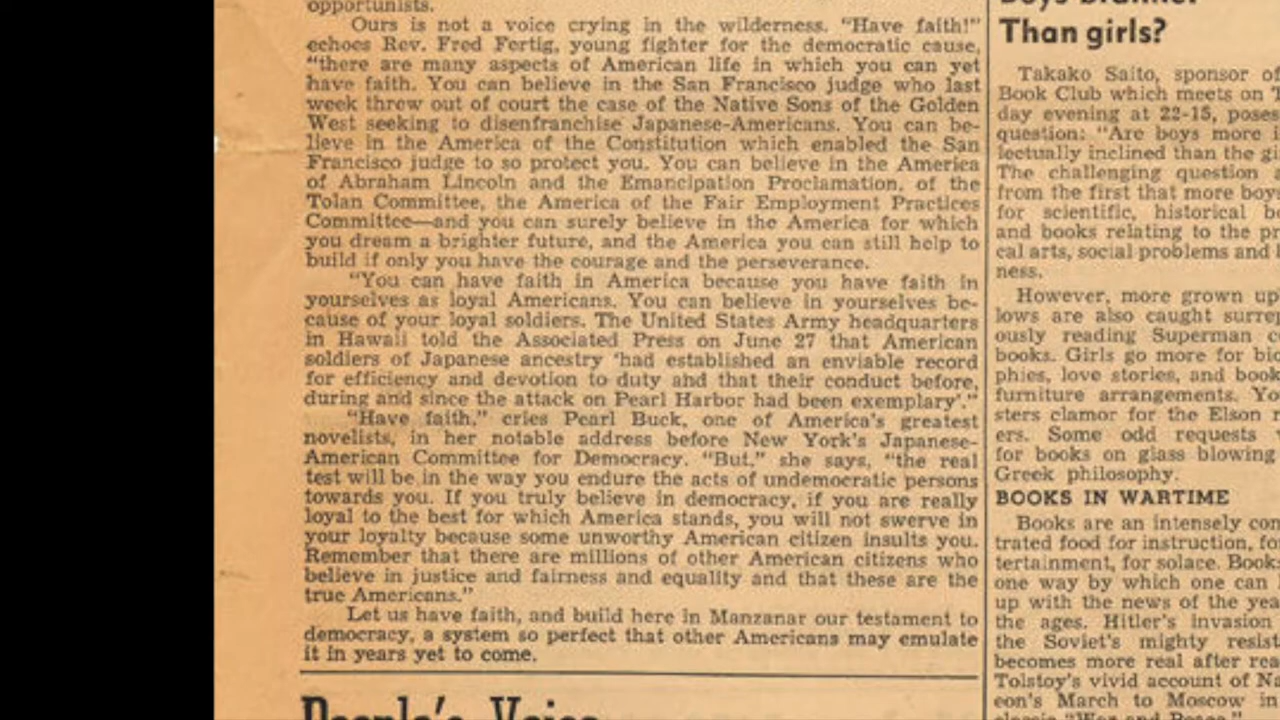 opportunists.
Ours is not a voice crying in the wilderness. "Have faith!"
echoes Rev. Fred Fertig, young fighter for the democratic cause,
"there are many aspects of American life in which you can yet
have faith. You can believe in the San Francisco judge who last
week threw out of court the case of the Native Sons of the Golden
West seeking to disenfranchise Japanese-Americans. You can be-
lieve in the America of the Constitution which enabled the San
Francisco judge to so protect you. You can believe in the America
of Abraham Lincoln and the Emancipation Proclamation, of the
Tolan Committee, the America of the Fair Employment Practices
Committee—and you can surely believe in the America for which
you dream a brighter future, and the America you can still help to
build if only you have the courage and the perseverance.
"You can have faith in America because you have faith in
yourselves as loyal Americans. You can believe in yourselves be-
cause of your loyal soldiers. The United States Army headquarters
in Hawaii told the Associated Press on June 27 that American
soldiers of Japanese ancestry 'had established an enviable record
for efficiency and devotion to duty and that their conduct before,
during and since the attack on Pearl Harbor had been exemplary'."
"Have faith," cries Pearl Buck, one of America's greatest
novelists, in her notable address before New York's Japanese-
American Committee for Democracy. "But," she says, "the real
test will be in the way you endure the acts of undemocratic persons
towards you. If you truly believe in democracy, if you are really
loyal to the best for which America stands, you will not swerve in
your loyalty because some unworthy American citizen insults you.
Remember that there are millions of other American citizens who
believe in justice and fairness and equality and that these are the
true Americans."
Let us have faith, and build here in Manzanar our testament to
democracy, a system so perfect that other Americans may emulate
it in years yet to come.
People's Voice
Boys brainier
Than girls?
Takako Saito, sponsor of
Book Club which meets on
day evening at 22-15, poses
question: "Are boys more i
lectually inclined than the gi
The challenging question a
from the first that more boy
for scientific, historical b
and books relating to the pr
cal arts, social problems and
ness.
However, more grown up
lows are also caught surrep
ously reading Superman c
books. Girls go more for bio
phies, love stories, and book
furniture arrangements. Yo
sters clamor for the Elson r
ers. Some odd requests
for books on glass blowing
Greek philosophy.
BOOKS IN WARTIME
Books are an intensely con
trated food for instruction, fo
tertainment, for solace. Books
one way by which one can
up with the news of the yea
the ages. Hitler's invasion
the Soviet's mighty resist
becomes more real after rea
Tolstoy's vivid account of Na
eon's March to Moscow in
classic "War and Peace."